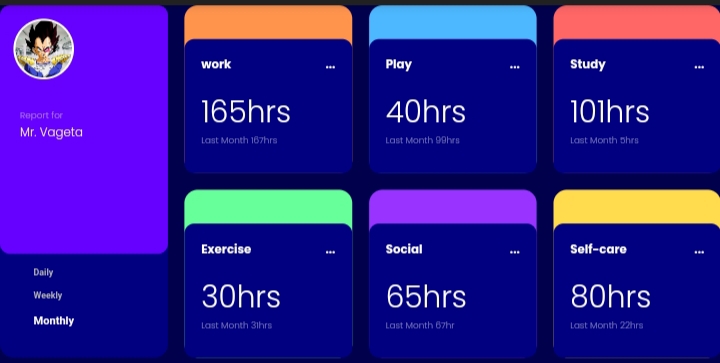 Report for
Mr. Vageta
Daily
Weekly
Monthly
work ...
165hrs
Last Month 167hrs
Play ...
40hrs
Last Month 99hrs
Study ...
101hrs
Last Month 5hrs
Exercise ...
30hrs
Last Month 31hrs
Social ...
65hrs
Last Month 67hr
Self-care ...
80hrs
Last Month 22hrs